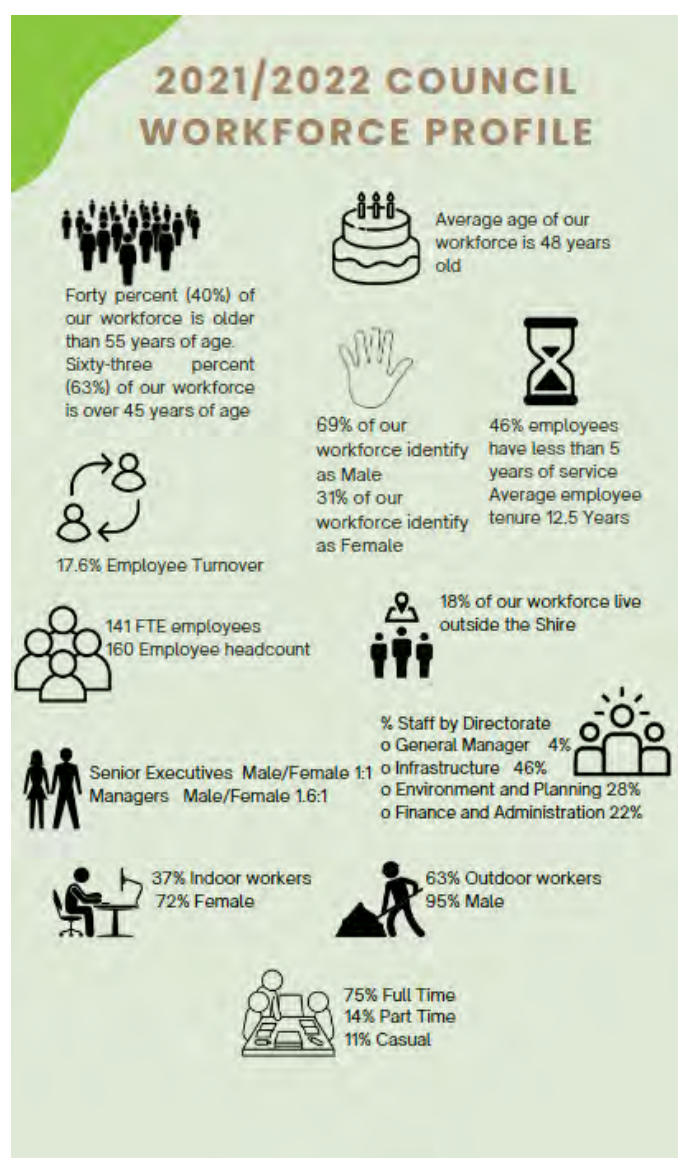 2021/2022 COUNCIL
WORKFORCE PROFILE
Forty percent (40%) of
our workforce is older
than 55 years of age.
Sixty-three percent
(63%) of our workforce
is over 45 years of age
Average age of our
workforce is 48 years
old
69% of our
workforce identify
as Male
31% of our
workforce identify
as Female
46% employees
have less than 5
years of service
Average employee
tenure 12.5 Years
17.6% Employee Turnover
141 FTE employees
160 Employee headcount
18% of our workforce live
outside the Shire
Senior Executives Male/Female 1:1
Managers Male/Female 1.6:1
% Staff by Directorate
o General Manager 4%
o Infrastructure 46%
o Environment and Planning 28%
o Finance and Administration 22%
37% Indoor workers
72% Female
63% Outdoor workers
95% Male
75% Full Time
14% Part Time
11% Casual